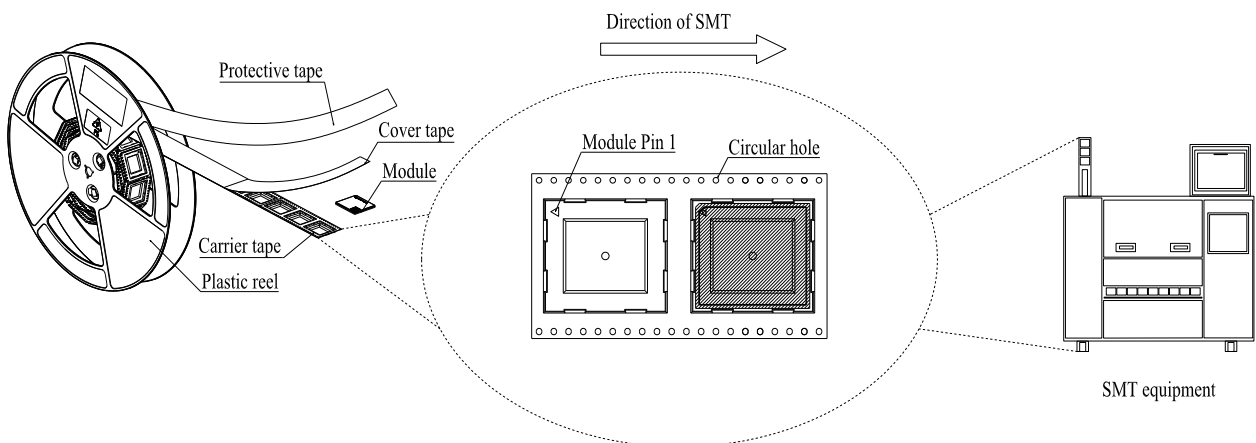 Direction of SMT
Protective tape
Cover tape
Module
Module Pin 1
Circular hole
Carrier tape
Plastic reel
SMT equipment